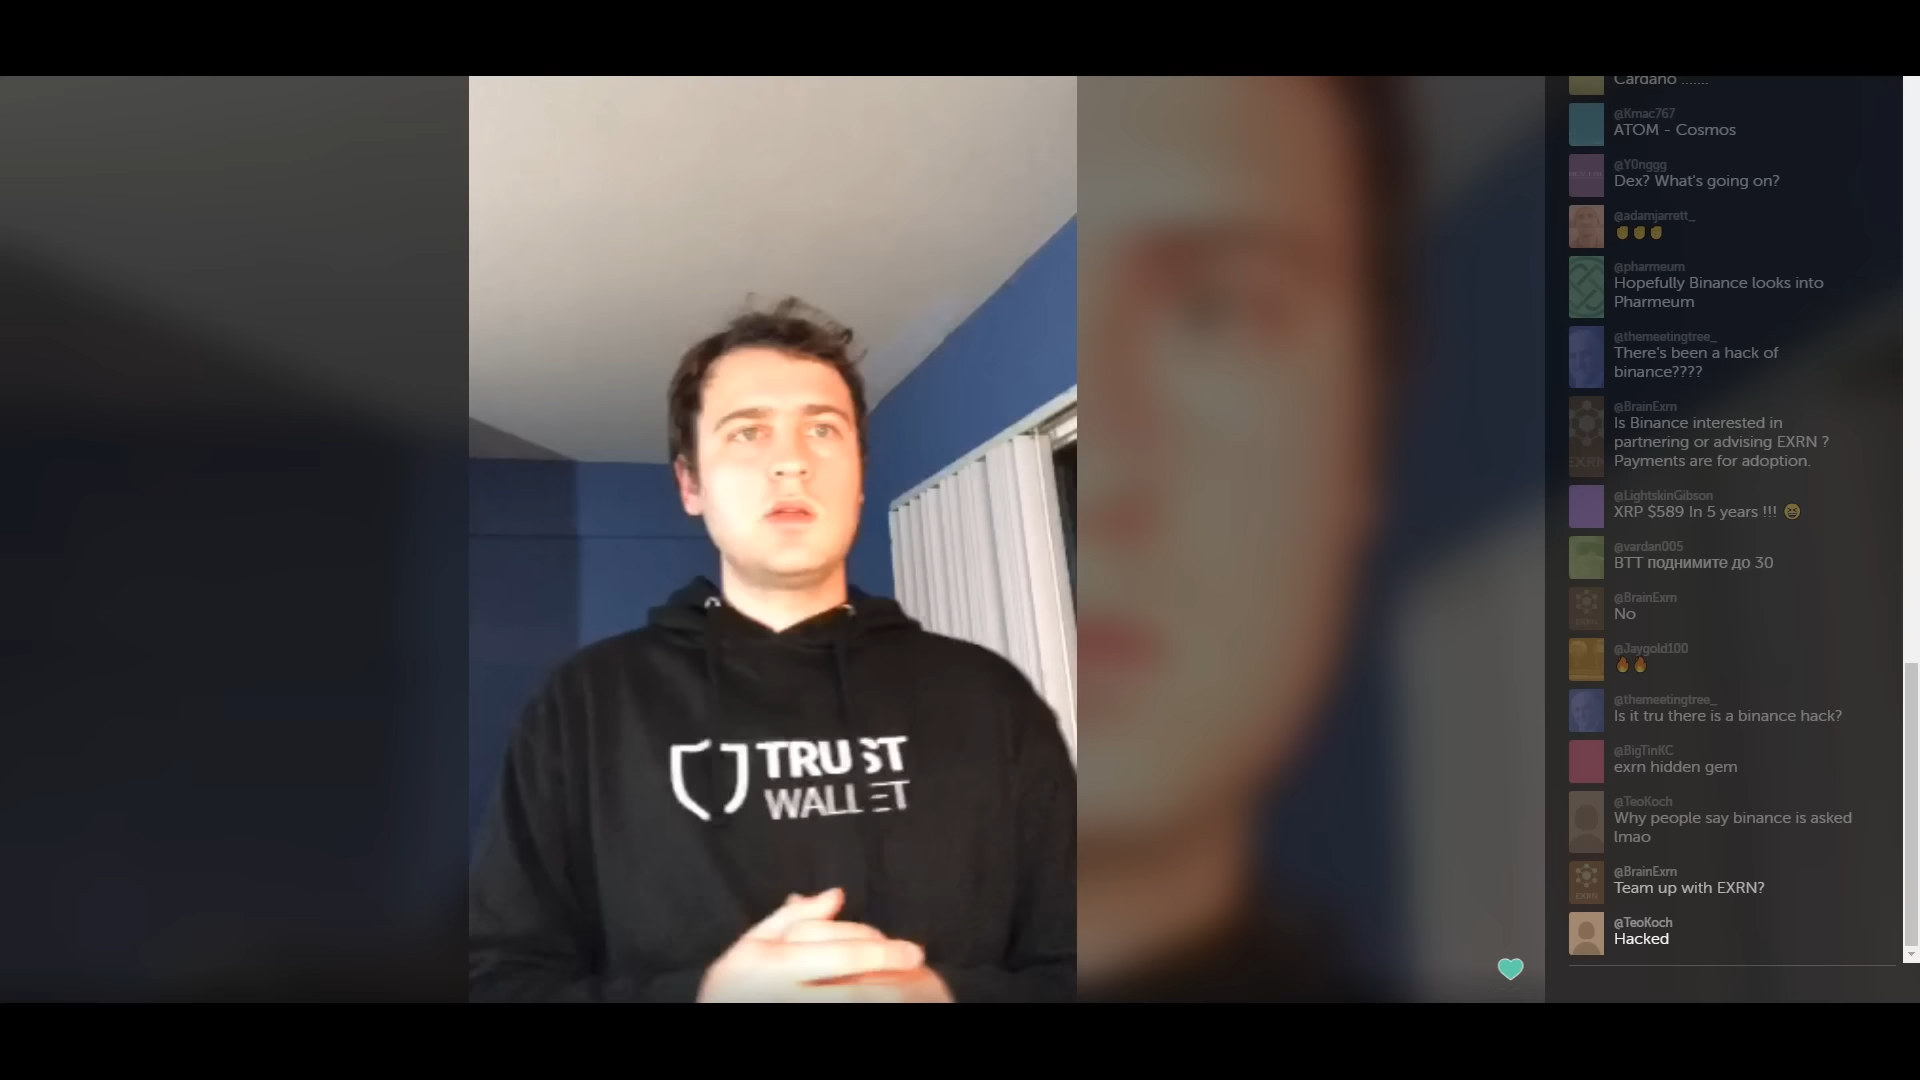 TRUST
WALLET
Cardano .......
@Kmac767
ATOM - Cosmos
@Y0nggg
Dex? What's going on?
@adamjarrett_
✊✊✊
@pharmeum
Hopefully Binance looks into
Pharmeum
@themeetingtree_
There's been a hack of
binance????
@BrainExrn
Is Binance interested in
partnering or advising EXRN ?
Payments are for adoption.
@LightskinGibson
XRP $589 In 5 years !!! 😆
@vardan005
BTT поднимите до 30
@BrainExrn
No
@Jaygold100
🔥🔥
@themeetingtree_
Is it tru there is a binance hack?
@BigTinKC
exrn hidden gem
@TeoKoch
Why people say binance is asked
lmao
@BrainExrn
Team up with EXRN?
@TeoKoch
Hacked